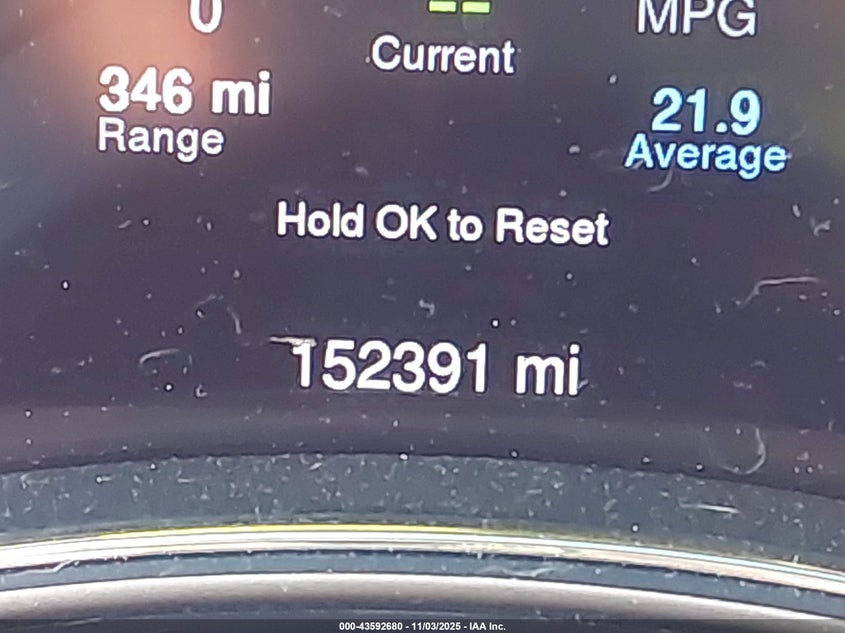 0
--
MPG
Current
346 mi
Range
21.9
Average
Hold OK to Reset
152391 mi
000-43592680 - 11/03/2025 - IAA Inc.